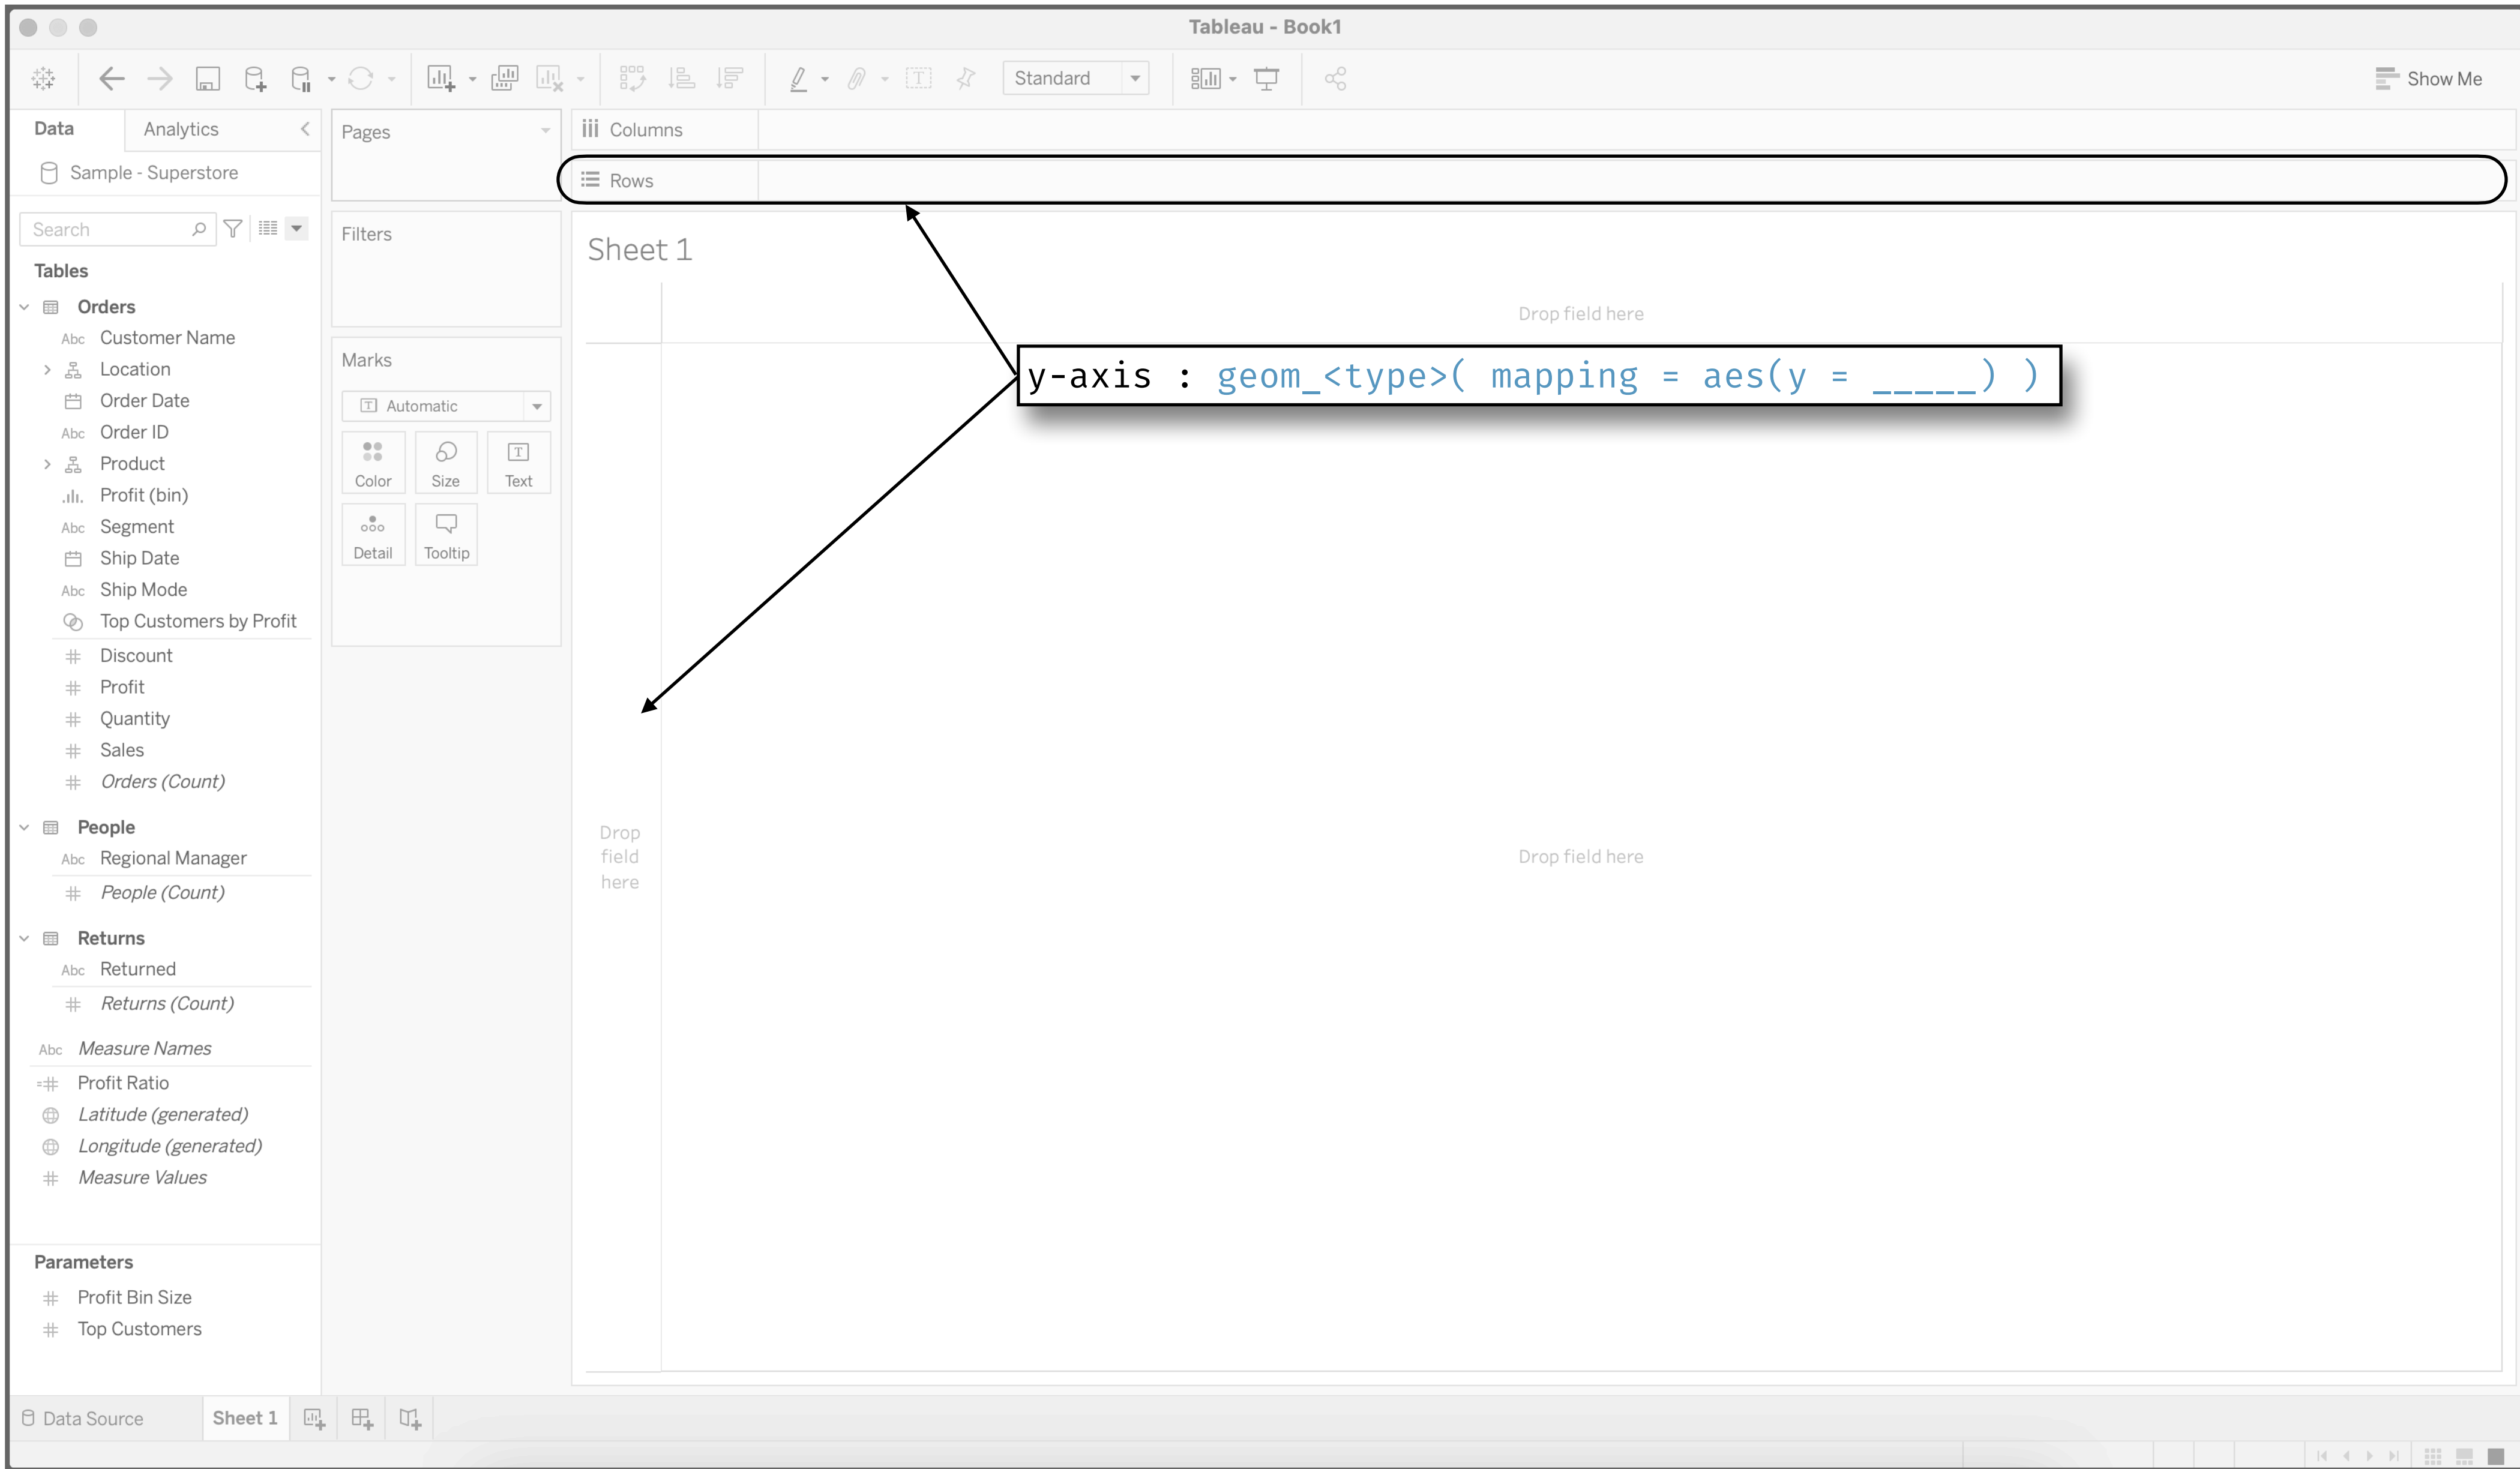 Tableau - Book1
Standard
Show Me
Data
Analytics
Sample - Superstore
Search
Tables
Orders
Abc Customer Name
Location
Order Date
Abc Order ID
Product
Profit (bin)
Abc Segment
Ship Date
Abc Ship Mode
Top Customers by Profit
# Discount
# Profit
# Quantity
# Sales
# Orders (Count)
People
Abc Regional Manager
# People (Count)
Returns
Abc Returned
# Returns (Count)
Abc Measure Names
=# Profit Ratio
Latitude (generated)
Longitude (generated)
# Measure Values
Parameters
# Profit Bin Size
# Top Customers
Pages
Filters
Marks
T Automatic
Color
Size
T
Text
Detail
Tooltip
Columns
Rows
Sheet 1
Drop field here
y-axis : geom_<type>( mapping = aes(y = _____) )
Drop
field
here
Drop field here
Data Source
Sheet 1